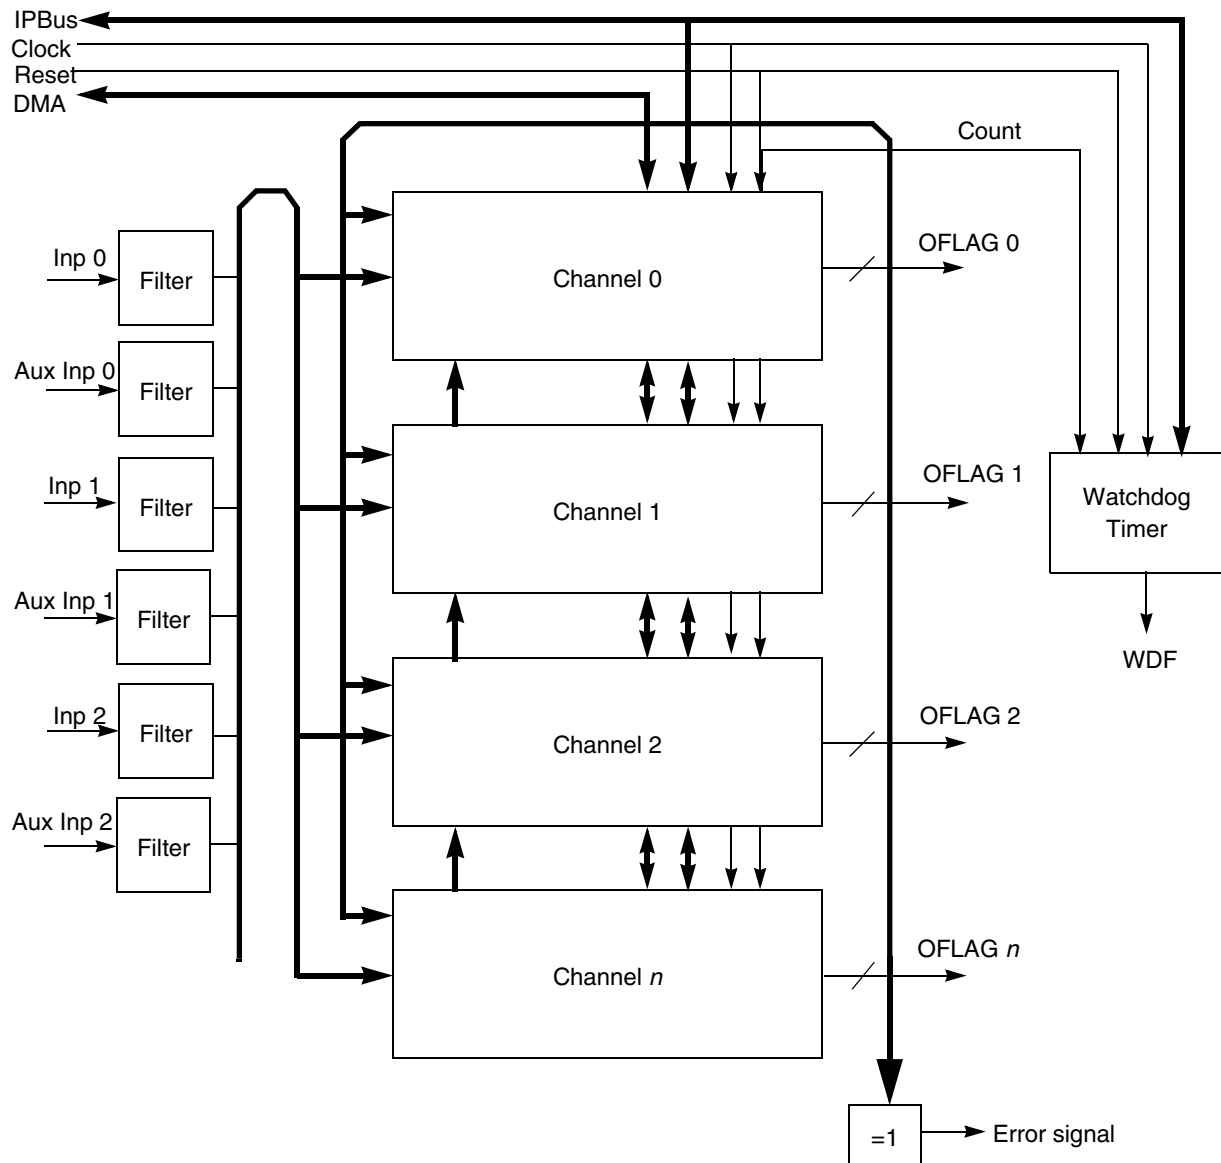 IPBus
Clock
Reset
DMA
Count
Inp 0
Filter
Channel 0
OFLAG 0
Aux Inp 0
Filter
Inp 1
Filter
Channel 1
OFLAG 1
Watchdog
Timer
Aux Inp 1
Filter
WDF
Inp 2
Filter
Channel 2
OFLAG 2
Aux Inp 2
Filter
Channel n
OFLAG n
=1
Error signal